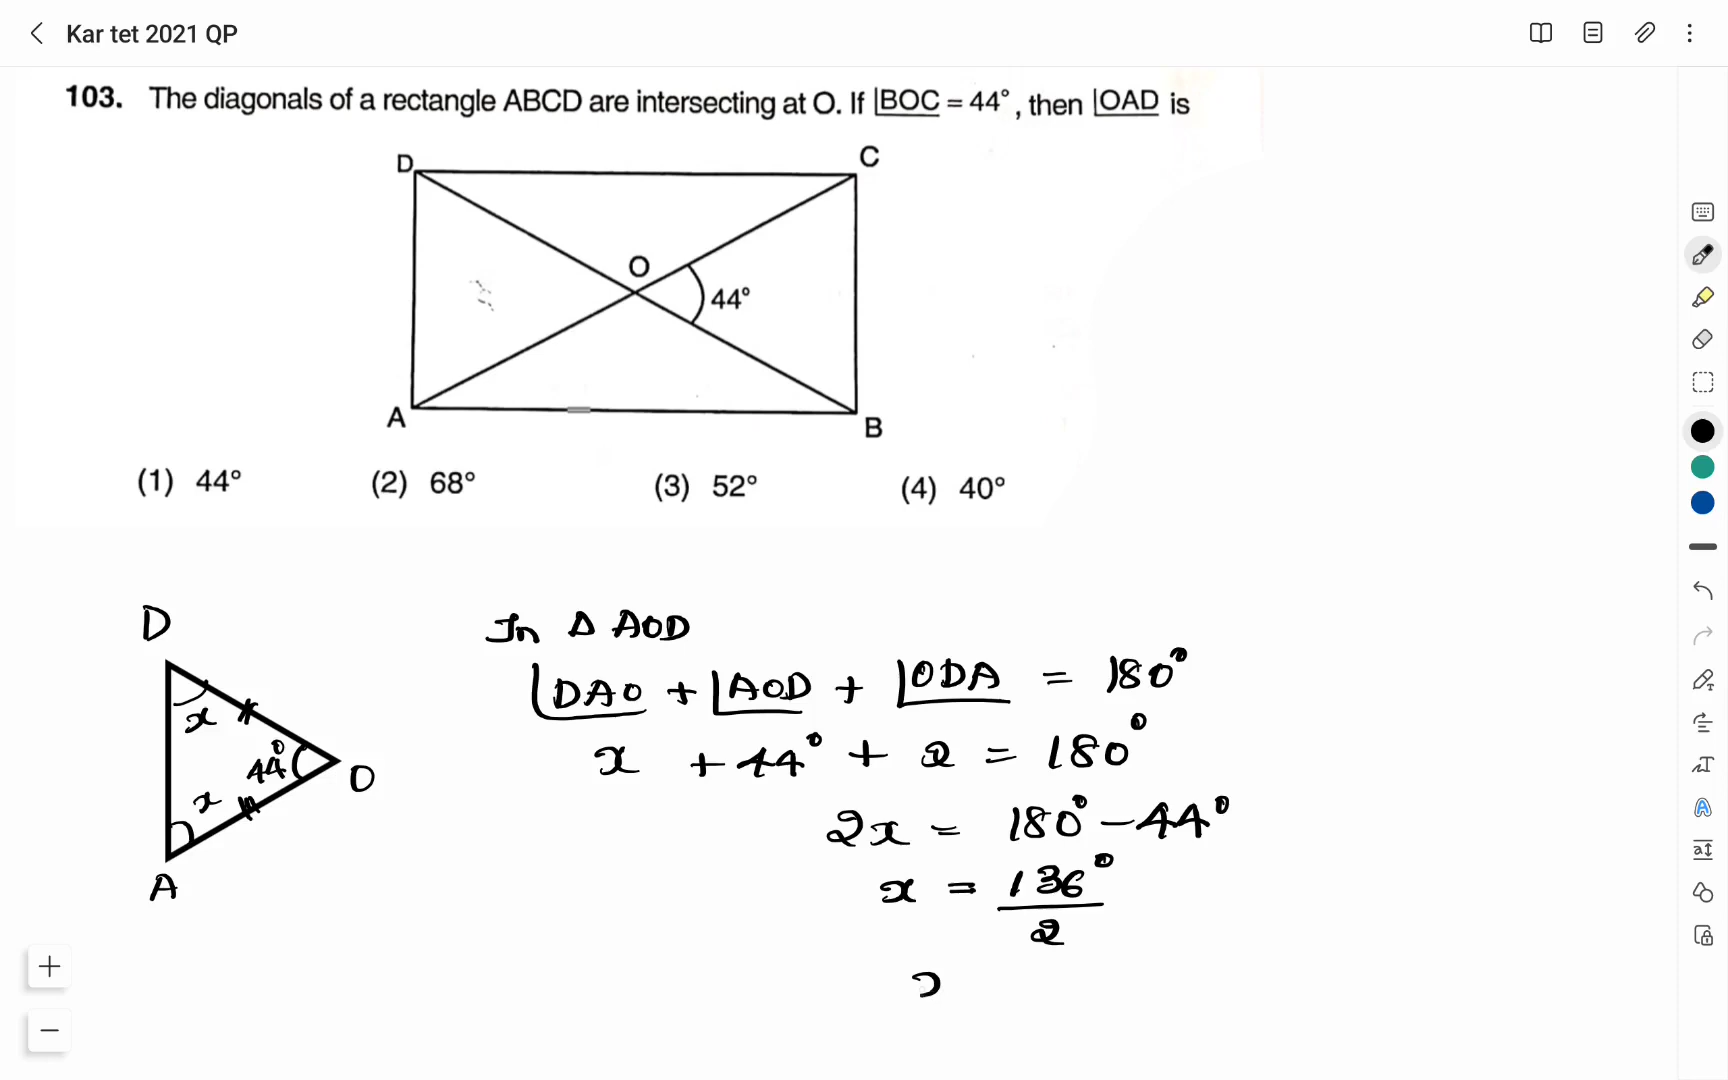 Kar tet 2021 QP
103. The diagonals of a rectangle ABCD are intersecting at O. If ∠BOC = 44°, then ∠OAD is
D
C
O
44°
A
B
(1) 44° (2) 68° (3) 52° (4) 40°
D
x
44°
O
x
A
In Δ AOD
∠DAO + ∠AOD + ∠ODA = 180°
x + 44° + x = 180°
2x = 180° - 44°
x = 136°
2